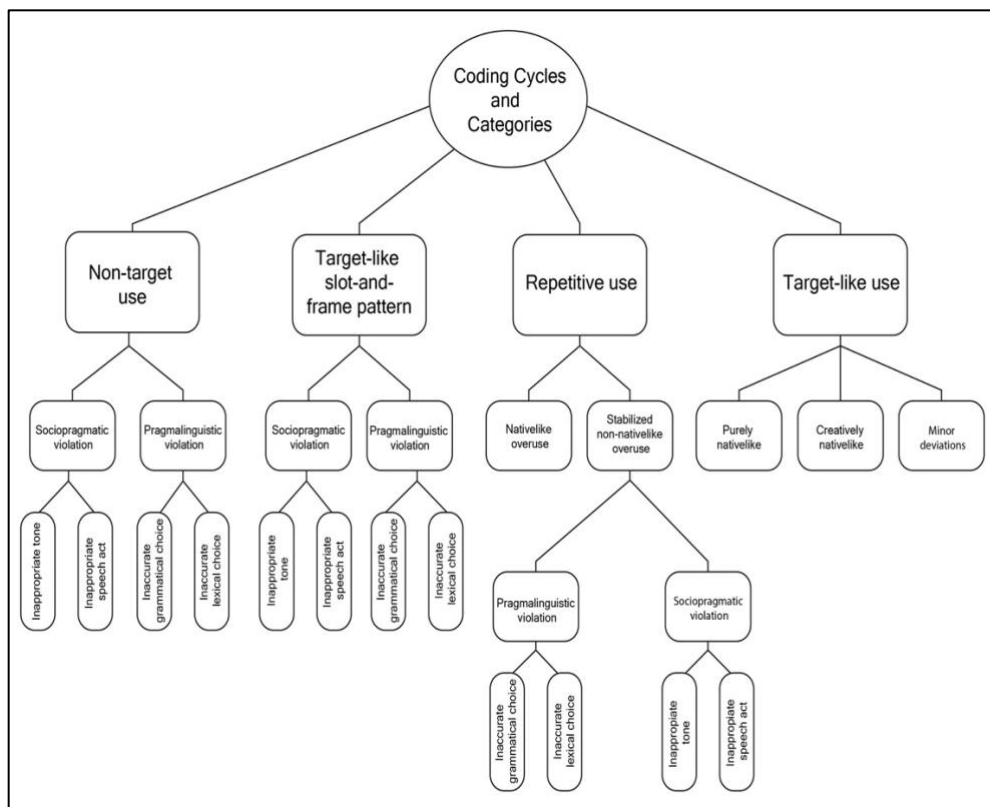 Coding Cycles
and
Categories
Non-target
use
Target-like
slot-and-
frame pattern
Repetitive use
Target-like use
Sociopragmatic
violation
Pragmalinguistic
violation
Sociopragmatic
violation
Pragmalinguistic
violation
Nativelike
overuse
Stabilized
non-nativelike
overuse
Purely
nativelike
Creatively
nativelike
Minor
deviations
Inappropriate tone
Inappropriate
speech act
Inaccurate
grammatical choice
Inaccurate
lexical choice
Inappropriate
tone
Inappropriate
speech act
Inaccurate
grammatical choice
Inaccurate
lexical choice
Pragmalinguistic
violation
Sociopragmatic
violation
Inaccurate
grammatical choice
Inaccurate
lexical choice
Inappropiate
tone
Inappropiate
speech act